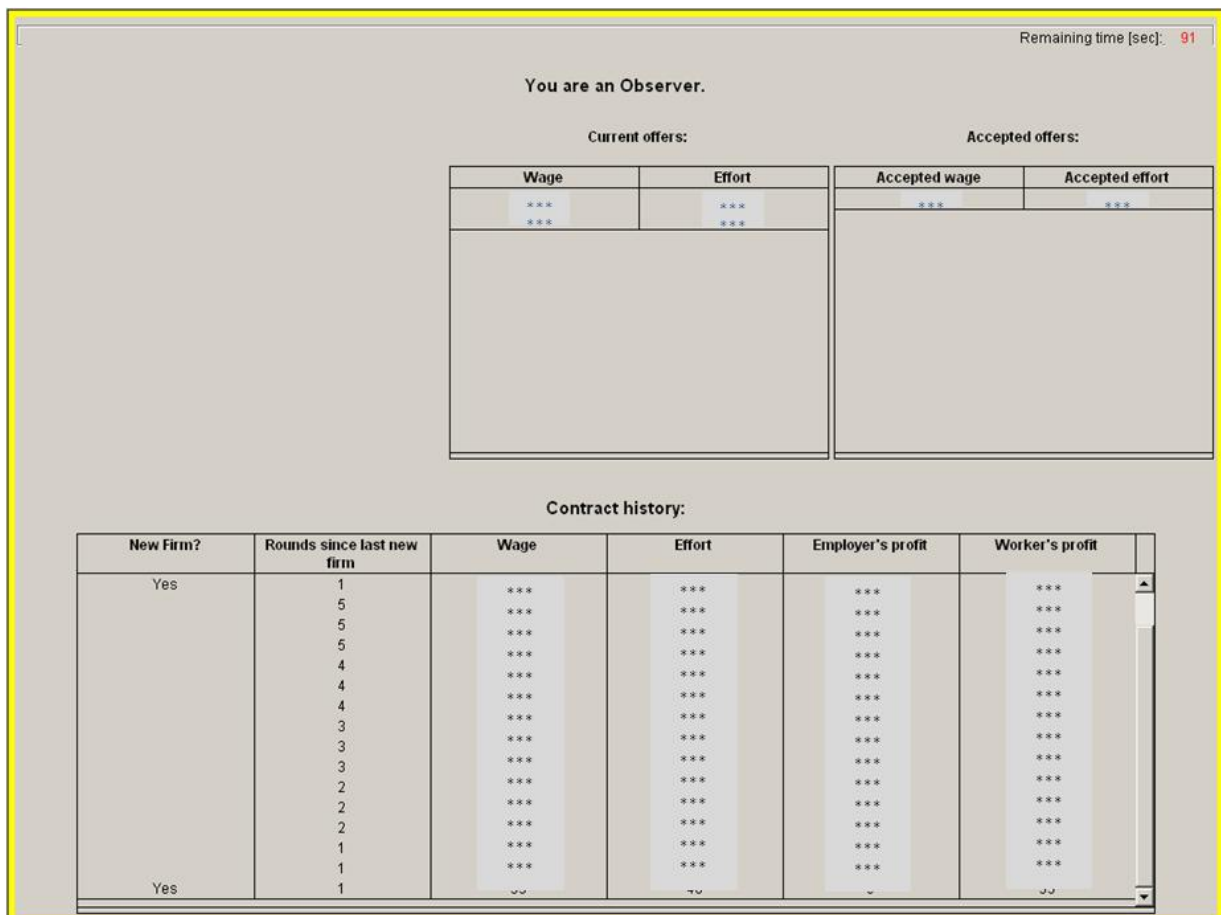 Remaining time [sec]: 91
You are an Observer.
Current offers: Accepted offers:
Wage Effort Accepted wage Accepted effort
*** *** *** ***
*** ***
Contract history:
New Firm? Rounds since last new firm Wage Effort Employer's profit Worker's profit
Yes 1 *** *** *** ***
5 *** *** *** ***
5 *** *** *** ***
5 *** *** *** ***
4 *** *** *** ***
4 *** *** *** ***
4 *** *** *** ***
3 *** *** *** ***
3 *** *** *** ***
3 *** *** *** ***
2 *** *** *** ***
2 *** *** *** ***
2 *** *** *** ***
1 *** *** *** ***
1
Yes 1